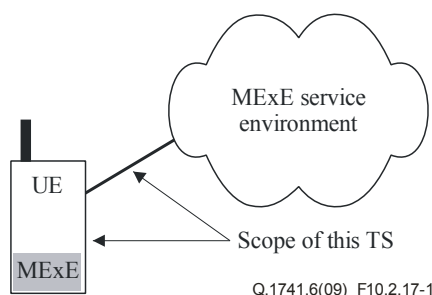 MExE service
environment
UE
Scope of this TS
MExE
Q.1741.6(09)_F10.2.17-1